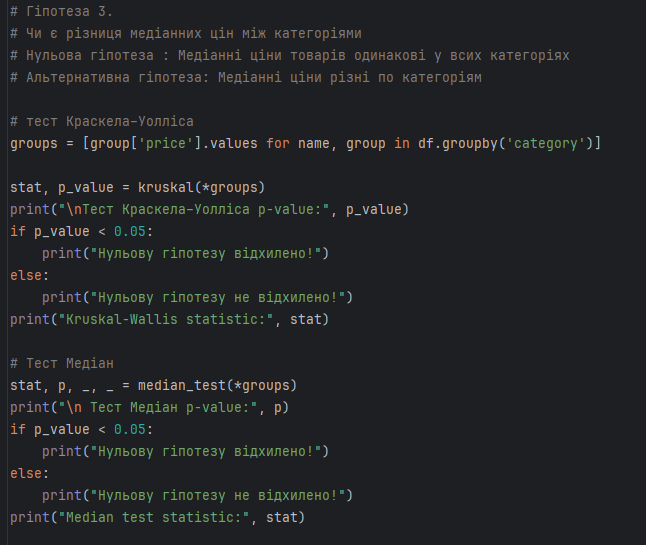 # Гіпотеза 3.
# Чи є різниця медіанних цін між категоріями
# Нульова гіпотеза : Медіанні ціни товарів однакові у всих категоріях
# Альтернативна гіпотеза: Медіанні ціни різні по категоріям
# тест Краскела-Уолліса
groups = [group['price'].values for name, group in df.groupby('category')]
stat, p_value = kruskal(*groups)
print("\nТест Краскела-Уолліса p-value:", p_value)
if p_value < 0.05:
    print("Нульову гіпотезу відхилено!")
else:
    print("Нульову гіпотезу не відхилено!")
print("Kruskal-Wallis statistic:", stat)
# Тест Медіан
stat, p, _, _ = median_test(*groups)
print("\n Тест Медіан p-value:", p)
if p_value < 0.05:
    print("Нульову гіпотезу відхилено!")
else:
    print("Нульову гіпотезу не відхилено!")
print("Median test statistic:", stat)